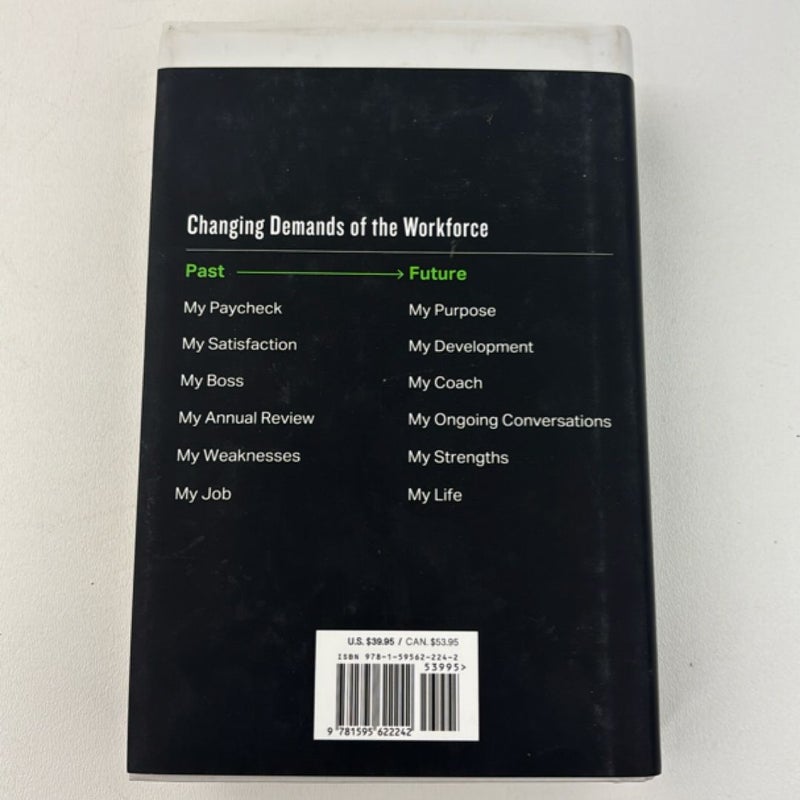 Changing Demands of the Workforce
Past → Future
My Paycheck My Purpose
My Satisfaction My Development
My Boss My Coach
My Annual Review My Ongoing Conversations
My Weaknesses My Strengths
My Job My Life
U.S. $39.95 / CAN. $53.95
ISBN 978-1-59562-224-2
53995>
9 781595 622242